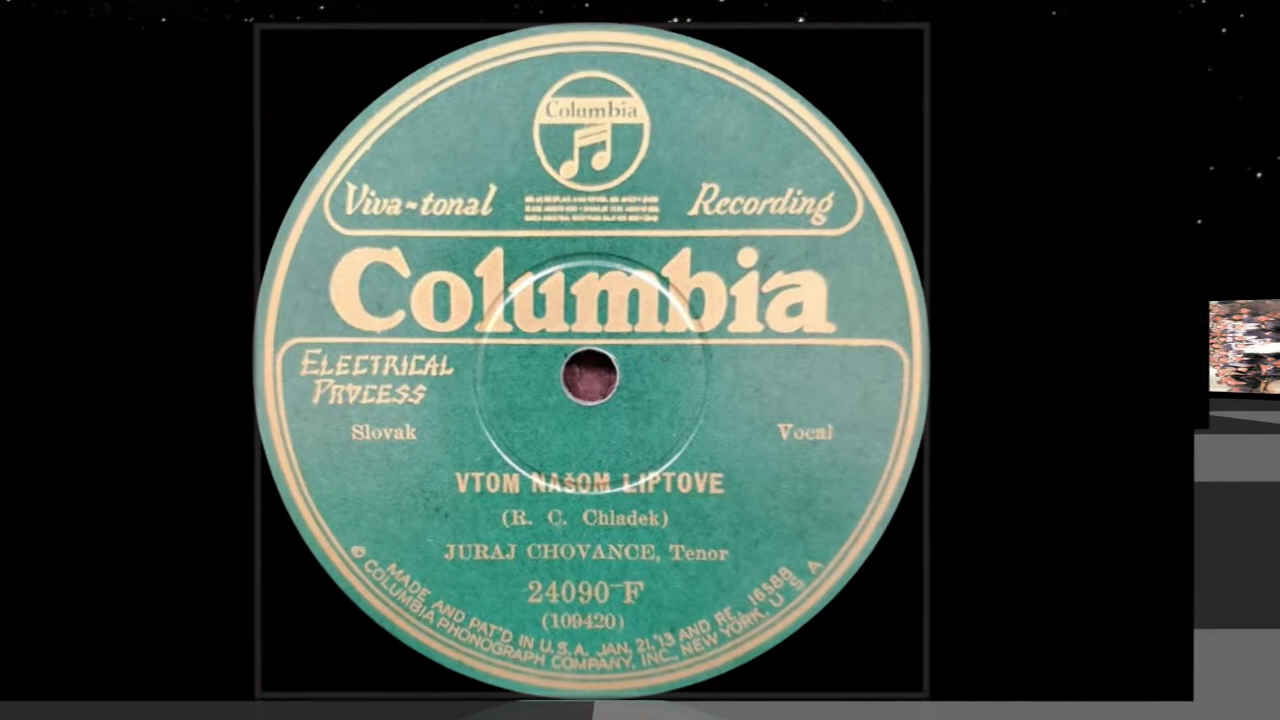 Columbia
Viva-tonal Recording
Columbia
ELECTRICAL
PROCESS
Slovak Vocal
VTOM NAŠOM LIPTOVE
(R. C. Chladek)
JURAJ CHOVANCE, Tenor
24090-F
(109420)
MADE AND PAT'D IN U.S.A. JAN. 21,'13 AND RE. 16588
℗ COLUMBIA PHONOGRAPH COMPANY, INC., NEW YORK, U S A